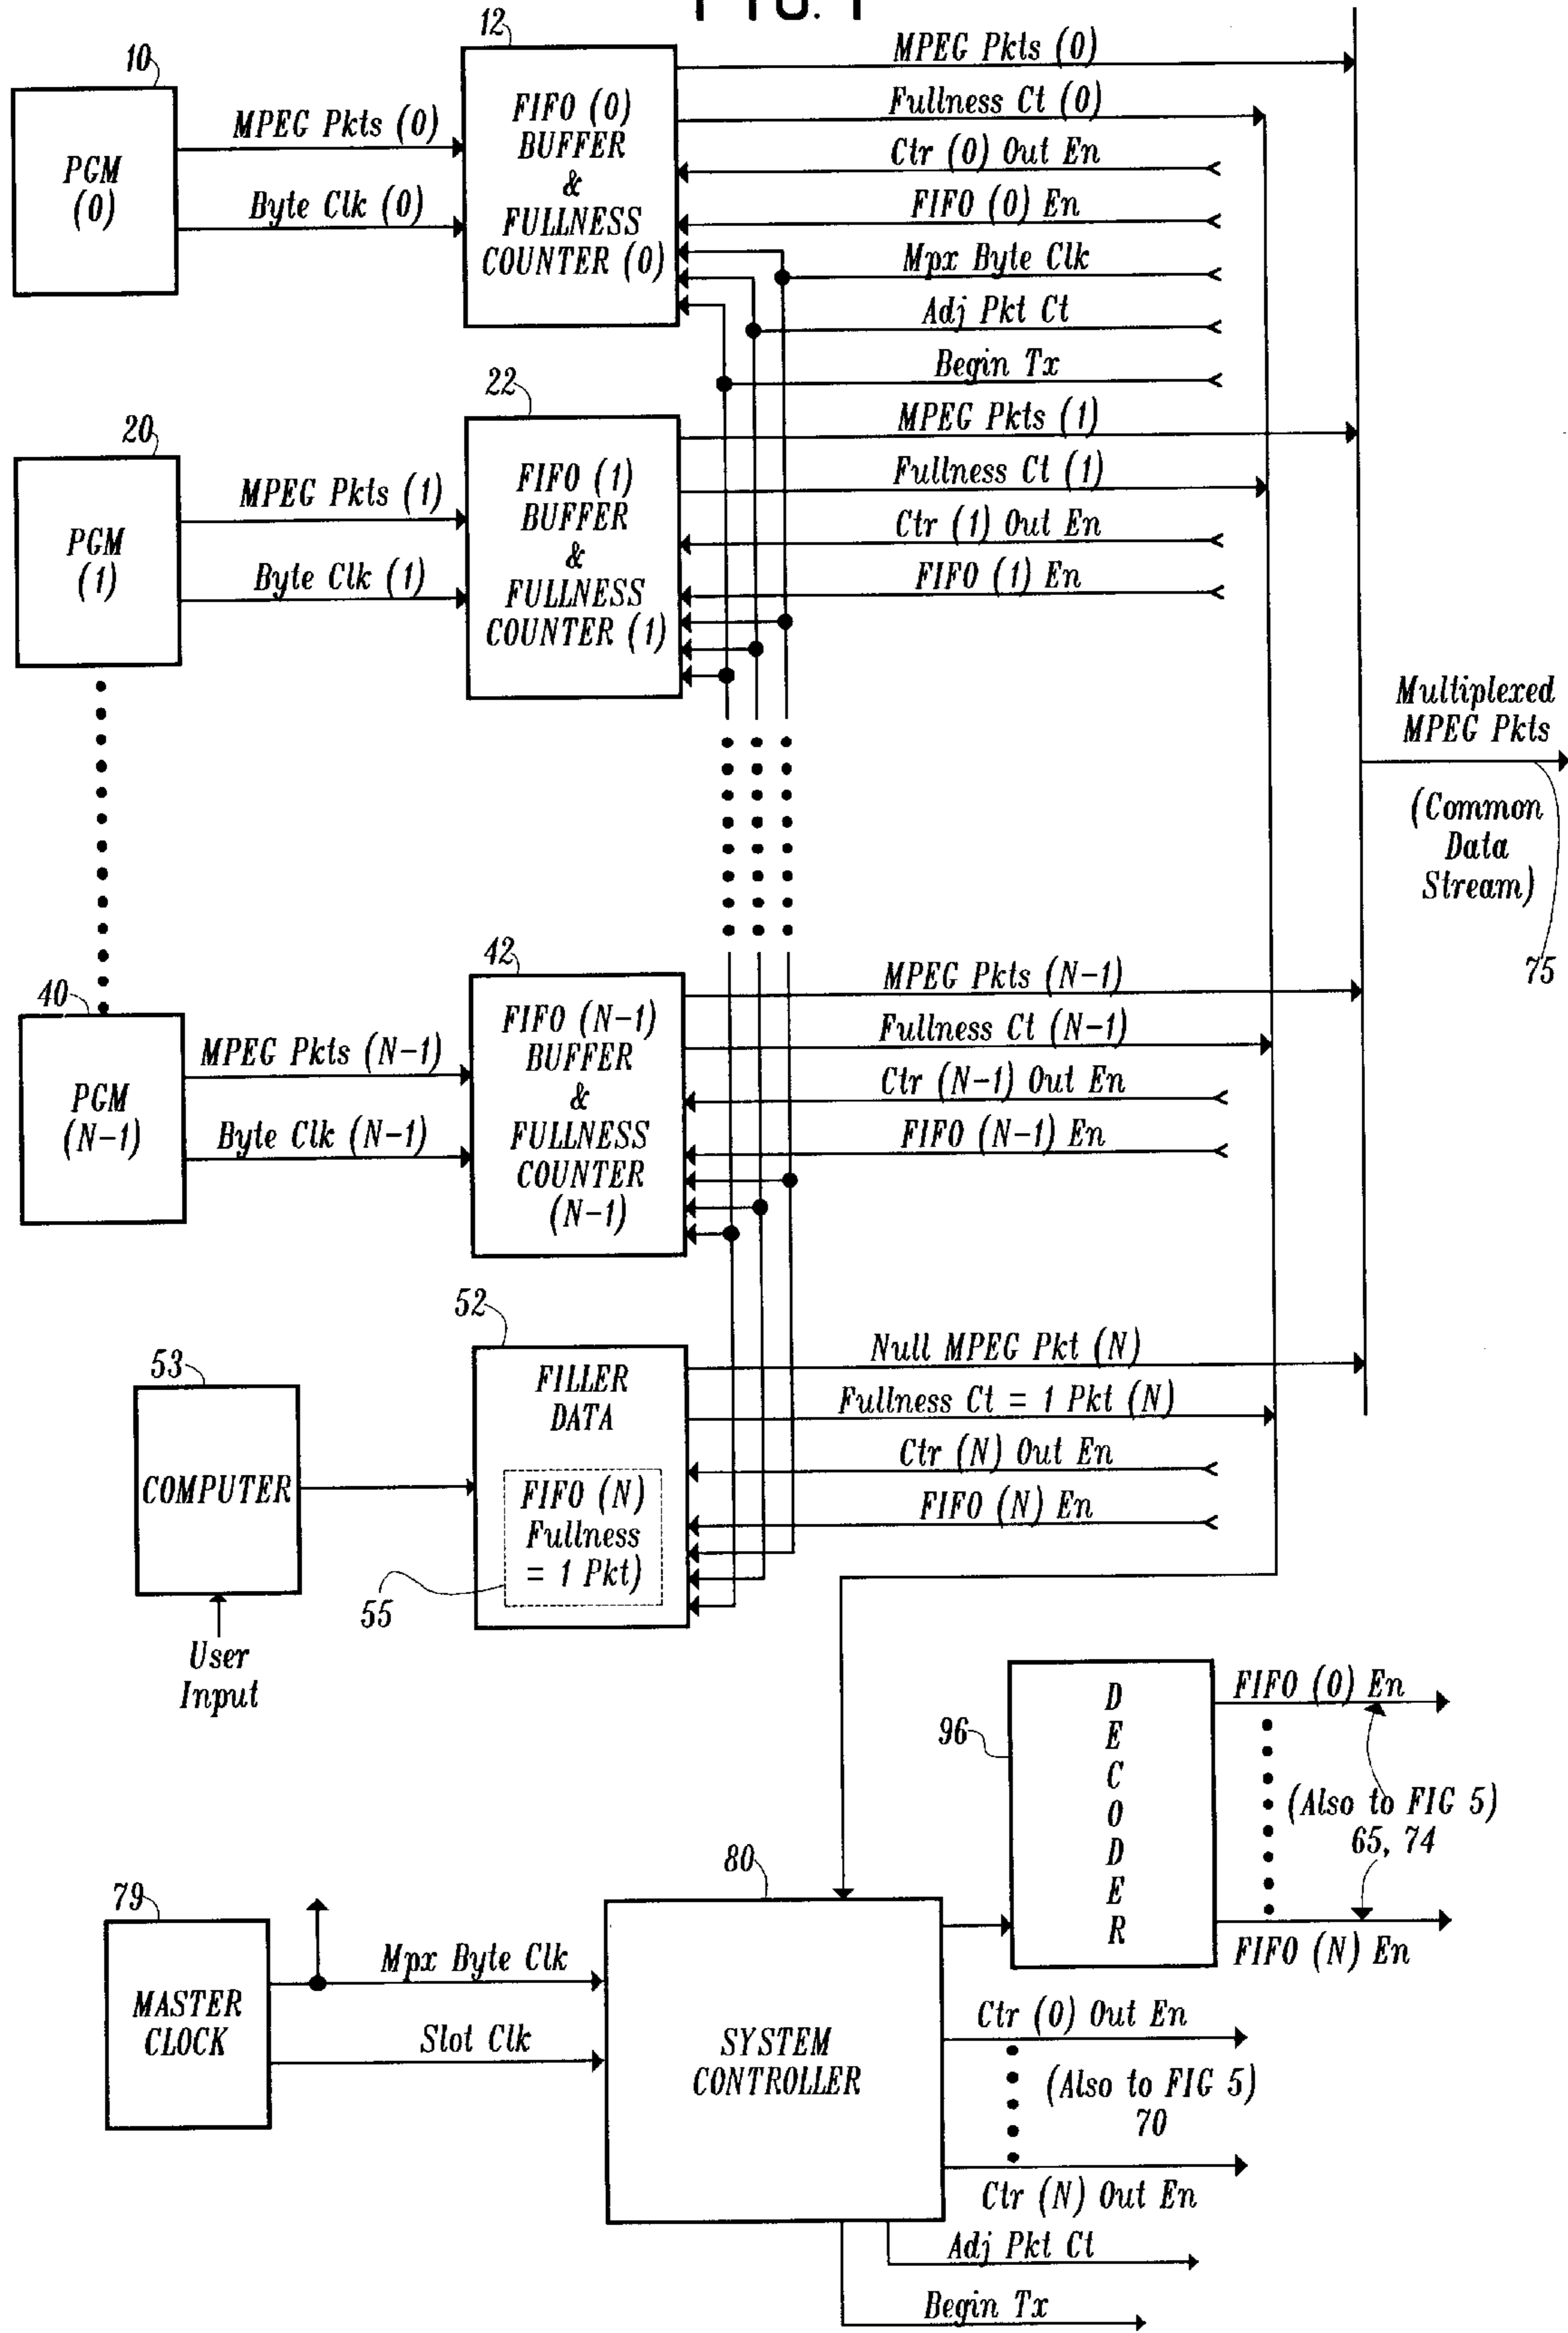 FIG. 1
10
PGM
(0)
MPEG Pkts (0)
Byte Clk (0)
12
FIFO (0)
BUFFER
&
FULLNESS
COUNTER (0)
MPEG Pkts (0)
Fullness Ct (0)
Ctr (0) Out En
FIFO (0) En
Mpx Byte Clk
Adj Pkt Ct
Begin Tx
20
PGM
(1)
MPEG Pkts (1)
Byte Clk (1)
22
FIFO (1)
BUFFER
&
FULLNESS
COUNTER (1)
MPEG Pkts (1)
Fullness Ct (1)
Ctr (1) Out En
FIFO (1) En
Multiplexed
MPEG Pkts
(Common
Data
Stream)
75
40
PGM
(N-1)
MPEG Pkts (N-1)
Byte Clk (N-1)
42
FIFO (N-1)
BUFFER
&
FULLNESS
COUNTER
(N-1)
MPEG Pkts (N-1)
Fullness Ct (N-1)
Ctr (N-1) Out En
FIFO (N-1) En
53
COMPUTER
User
Input
52
FILLER
DATA
FIFO (N)
Fullness
= 1 Pkt)
55
Null MPEG Pkt (N)
Fullness Ct = 1 Pkt (N)
Ctr (N) Out En
FIFO (N) En
96
DECODER
FIFO (0) En
(Also to FIG 5)
65, 74
FIFO (N) En
79
MASTER
CLOCK
Mpx Byte Clk
Slot Clk
80
SYSTEM
CONTROLLER
Ctr (0) Out En
(Also to FIG 5)
70
Ctr (N) Out En
Adj Pkt Ct
Begin Tx